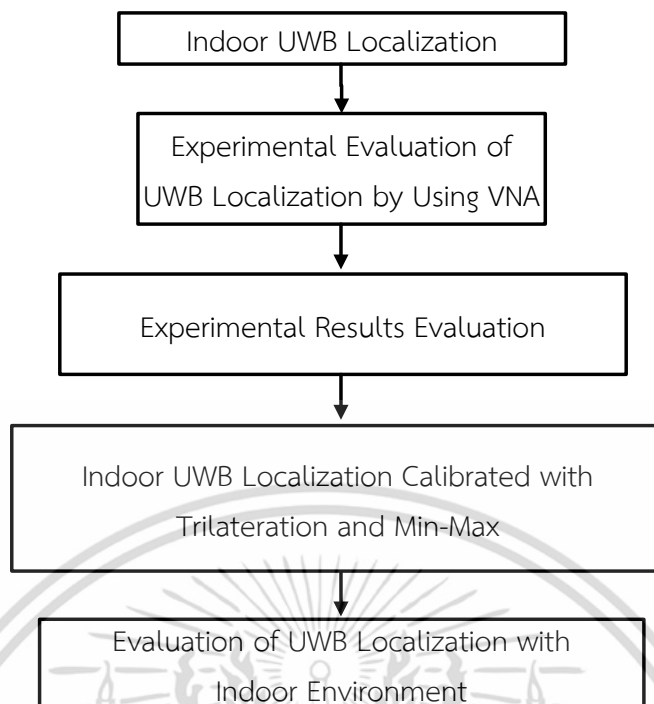 Indoor UWB Localization
Experimental Evaluation of
UWB Localization by Using VNA
Experimental Results Evaluation
Indoor UWB Localization Calibrated with
Trilateration and Min-Max
Evaluation of UWB Localization with
Indoor Environment